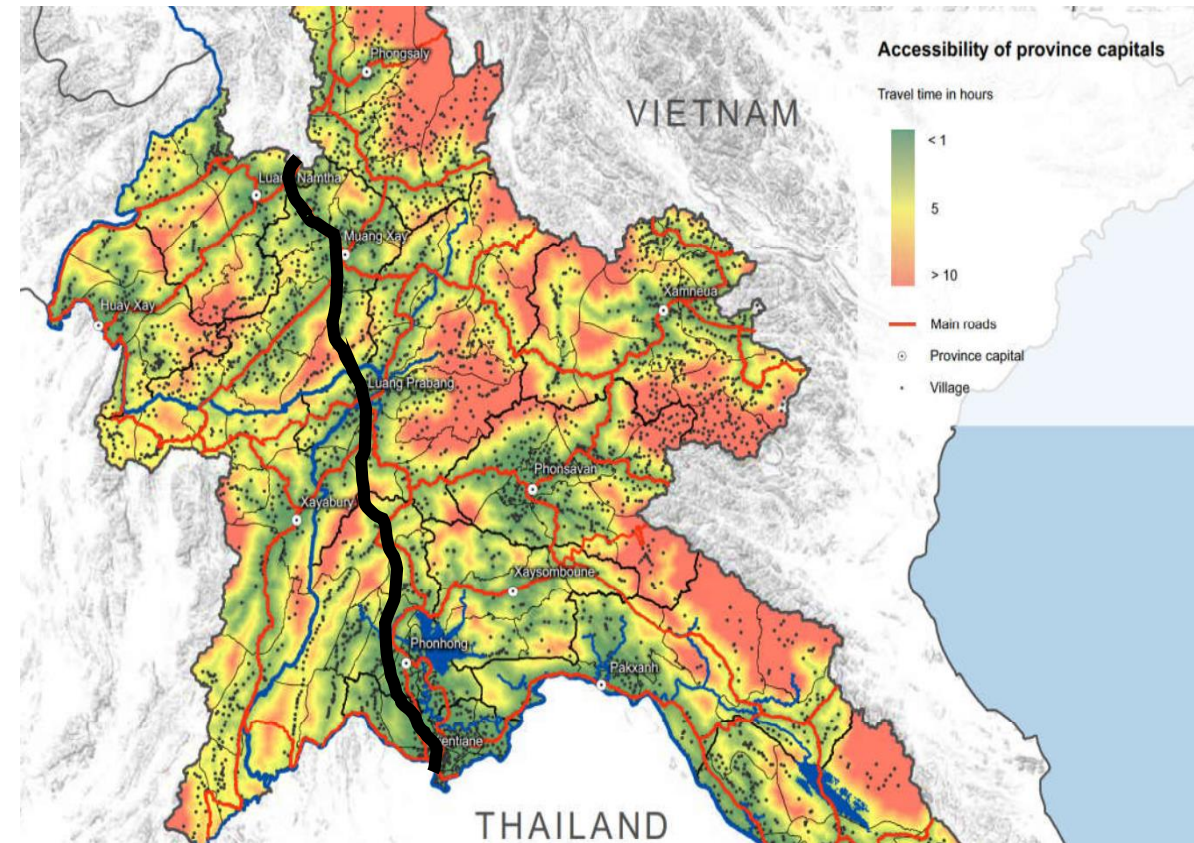 Phongsaly
VIETNAM
Accessibility of province capitals
Travel time in hours
< 1
5
> 10
Main roads
Province capital
Village
Namtha
Muang Xay
Huay Xay
Xamneua
Luang Prabang
Phonsavan
Xayabury
Xaysomboune
Phonhong
Pakxanh
entiane
THAILAND